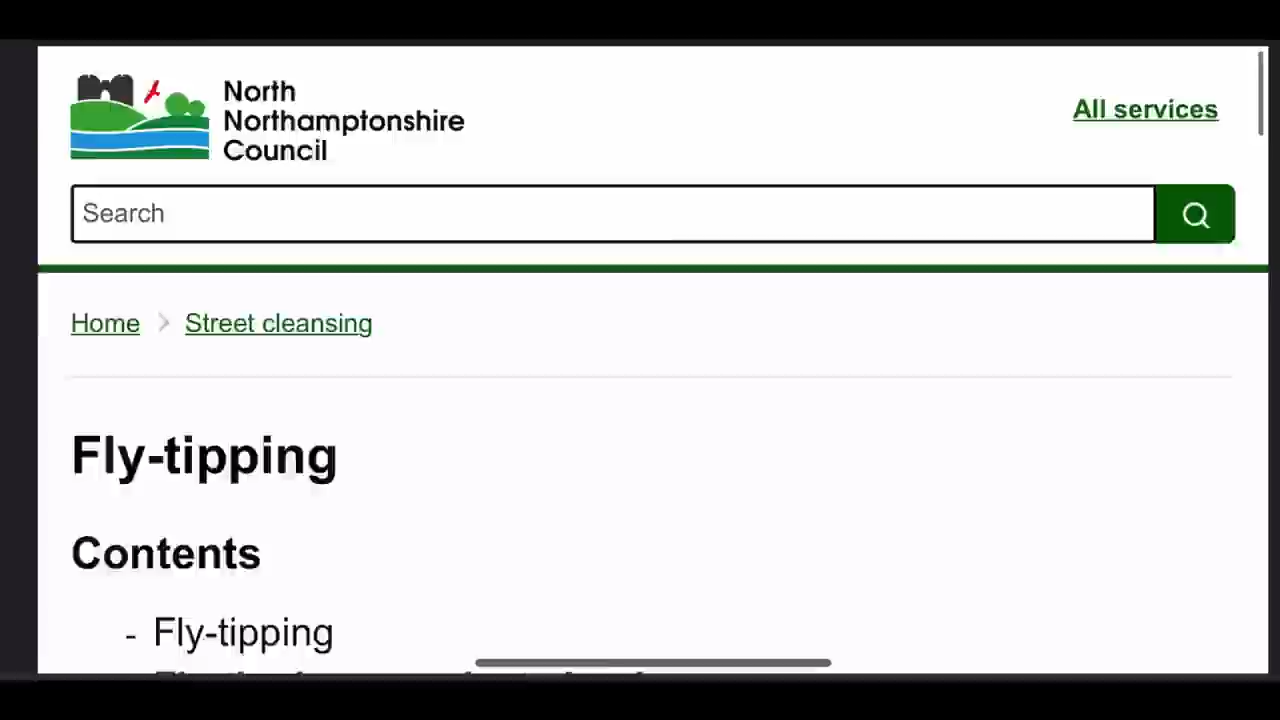 North
Northamptonshire
Council
All services
Search
Home > Street cleansing
Fly-tipping
Contents
- Fly-tipping